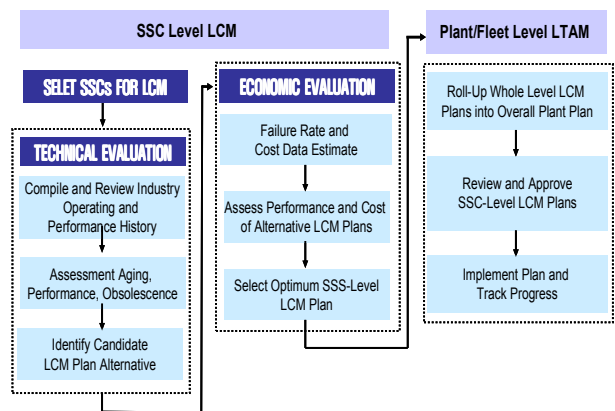 SSC Level LCM
SELET SSCs FOR LCM
TECHNICAL EVALUATION
Compile and Review Industry
Operating and
Performance History
Assessment Aging,
Performance, Obsolescence
Identify Candidate
LCM Plan Alternative
ECONOMIC EVALUATION
Failure Rate and
Cost Data Estimate
Assess Performance and Cost
of Alternative LCM Plans
Select Optimum SSS-Level
LCM Plan
Plant/Fleet Level LTAM
Roll-Up Whole Level LCM
Plans into Overall Plant Plan
Review and Approve
SSC-Level LCM Plans
Implement Plan and
Track Progress